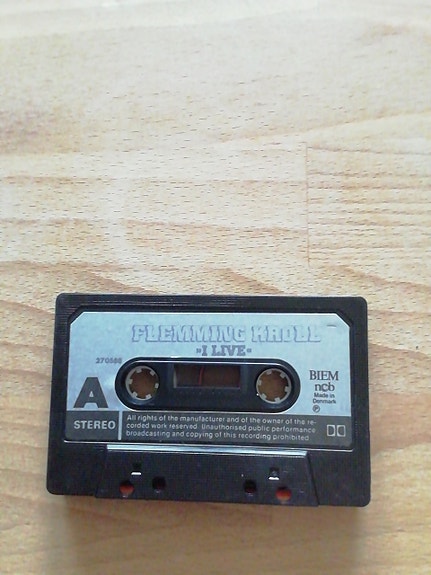 FLEMMING KROLL
»I LIVE«
A
BIEM
ncb
Made in
Denmark
P
STEREO
All rights of the manufacturer and of the owner of the re-
corded work reserved. Unauthorised public performance
broadcasting and copying of this recording prohibited.